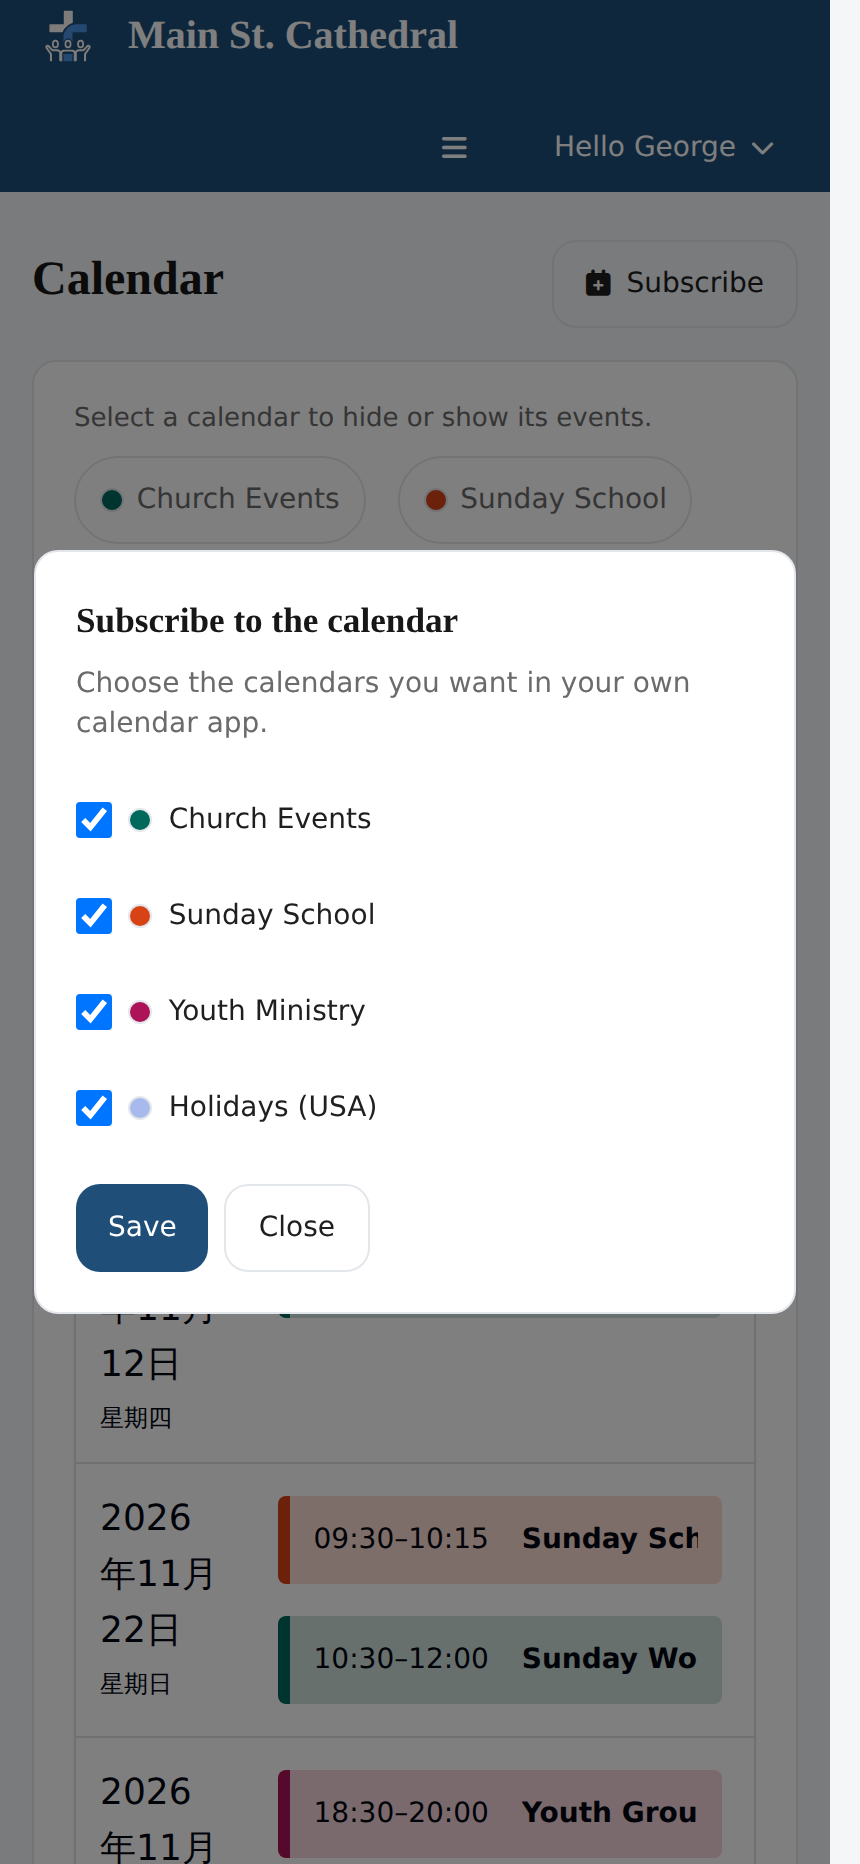 Main St. Cathedral
Hello George
Calendar
Subscribe
Select a calendar to hide or show its events.
Church Events
Sunday School
Subscribe to the calendar
Choose the calendars you want in your own
calendar app.
Church Events
Sunday School
Youth Ministry
Holidays (USA)
Save
Close
年11月
12日
星期四
2026
年11月
22日
星期日
09:30–10:15 Sunday Sch
10:30–12:00 Sunday Wo
2026
年11月
18:30–20:00 Youth Grou